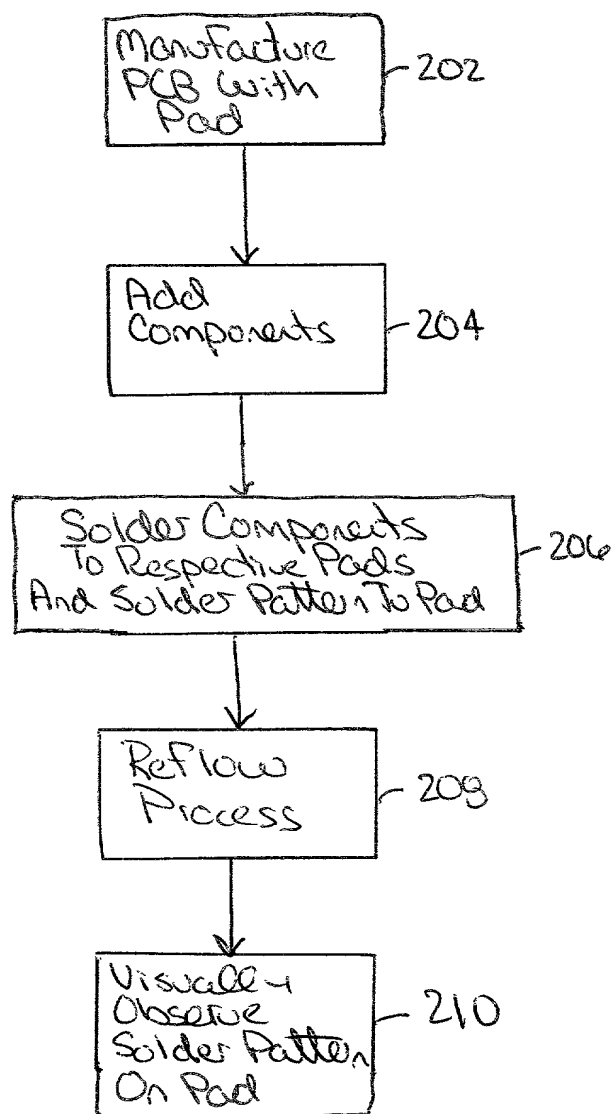 Manufacture
PCB With
Pad
202
Add
Components
204
Solder Components
To Respective Pads
And Solder Pattern To Pad
206
Reflow
Process
208
Visually
Observe
Solder Pattern
On Pad
210